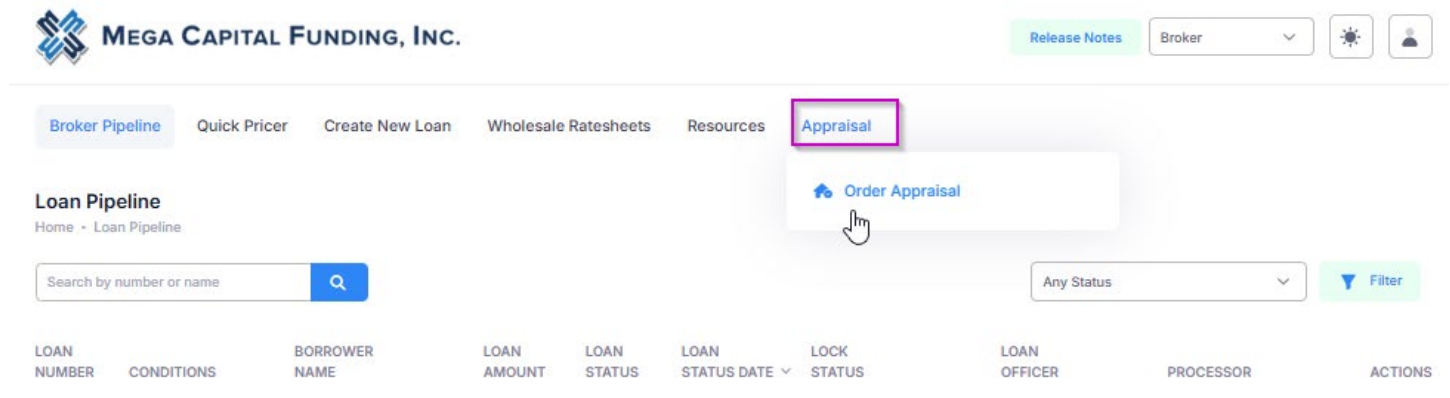 MEGA CAPITAL FUNDING, INC.
Release Notes
Broker
Broker Pipeline Quick Pricer Create New Loan Wholesale Ratesheets Resources Appraisal
Order Appraisal
Loan Pipeline
Home - Loan Pipeline
Search by number or name
Any Status
Filter
LOAN NUMBER CONDITIONS BORROWER NAME LOAN AMOUNT LOAN STATUS LOAN STATUS DATE LOCK STATUS LOAN OFFICER PROCESSOR ACTIONS